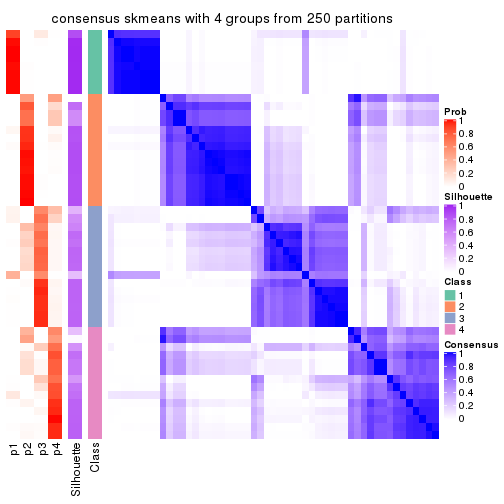 consensus skmeans with 4 groups from 250 partitions
Prob
1
0.8
0.6
0.4
0.2
0
Silhouette
1
0.8
0.6
0.4
0.2
0
Class
1
2
3
4
Consensus
1
0.8
0.6
0.4
0.2
0
p1
p2
p3
p4
Silhouette
Class